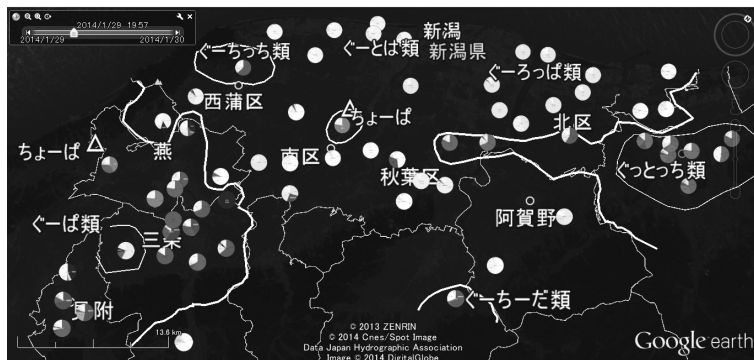 2014/1/29 19:57
2014/1/29
2014/1/30
新潟
ぐーちっち類
ぐーとぱ類
新潟県
ぐーろっぱ類
西蒲区
ちょーぱ
ちょーぱ
燕
南区
北区
秋葉区
ぐっとっち類
ぐーぱ類
三条
阿賀野
ぐーちーだ類
13.6 km
© 2013 ZENRIN
© 2014 Cnes/Spot Image
Data Japan Hydrographic Association
Image © 2014 DigitalGlobe
Google earth